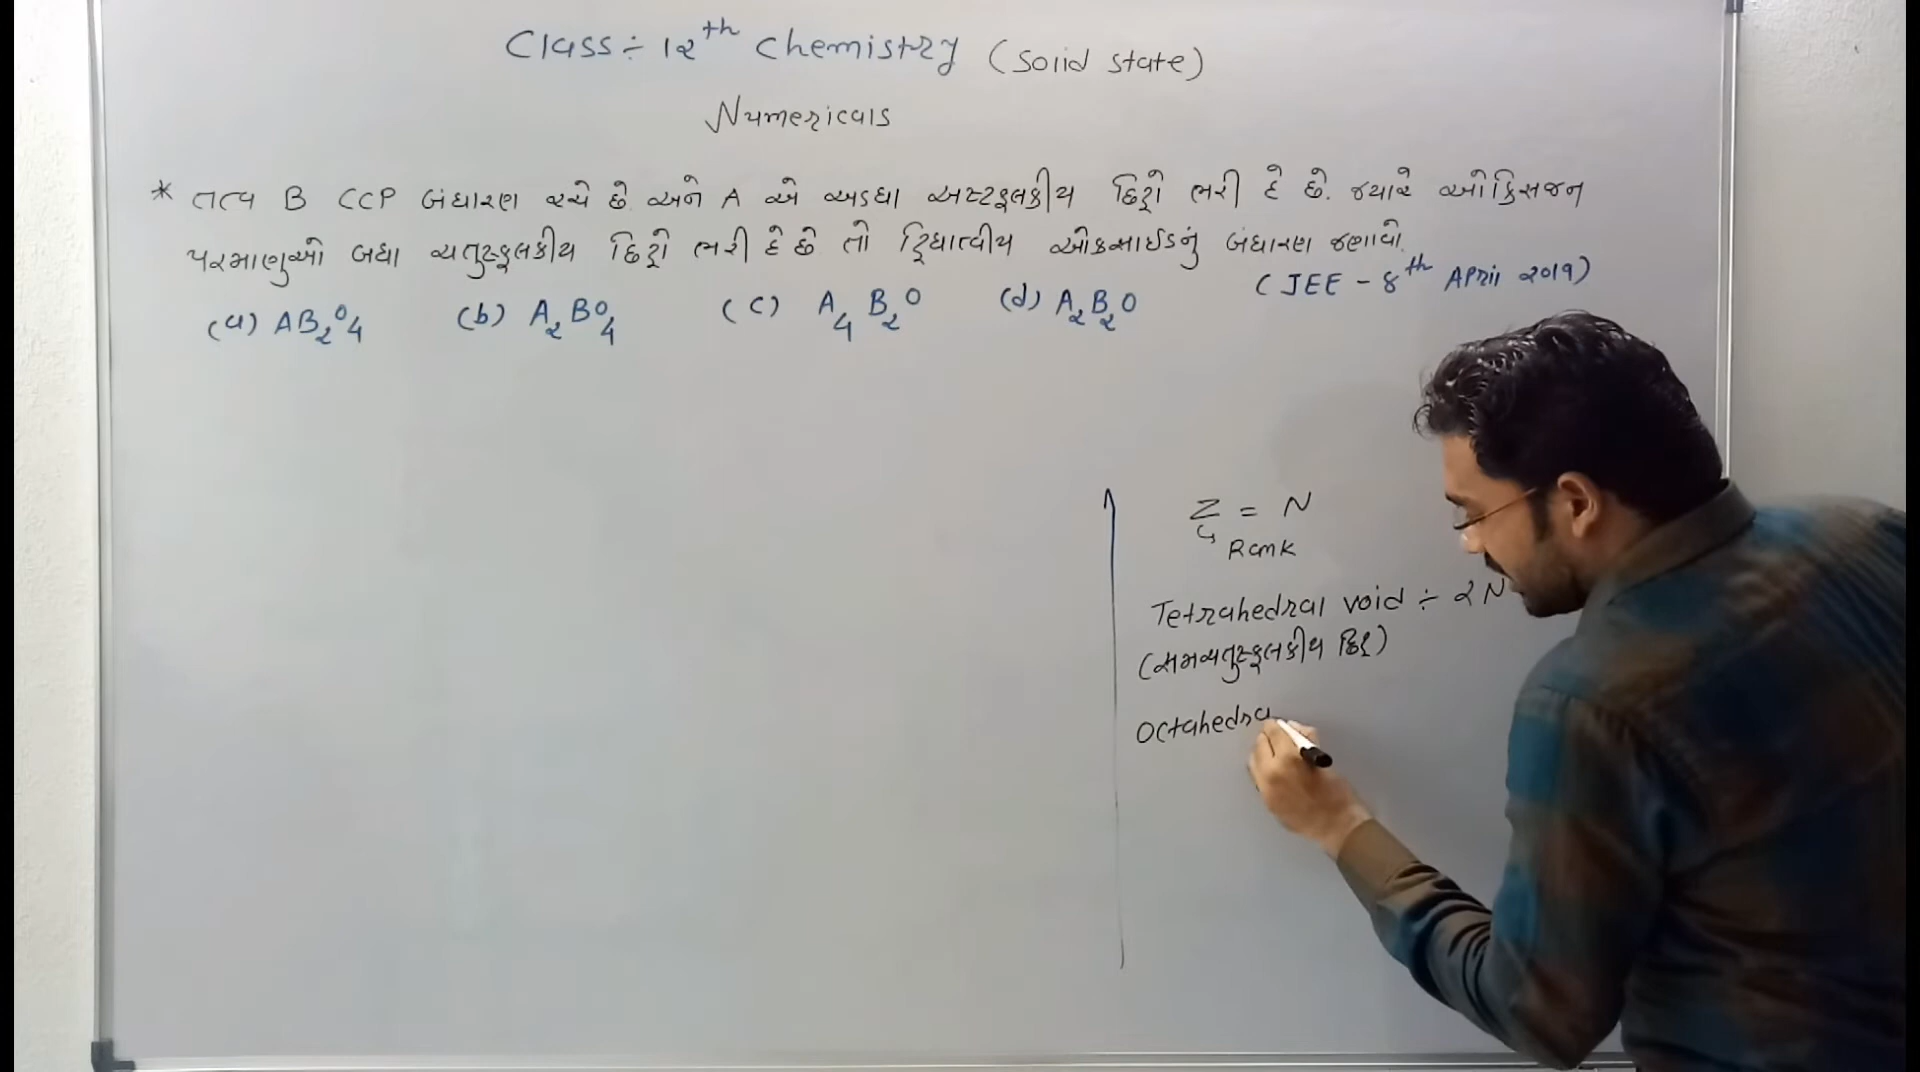 Class ÷ 12th Chemistry (Solid state)
Numericals
* તત્વ B CCP બંધારણ રચે છે અને A એ અડધા અષ્ટફલકીય છિદ્રો ભરી દે છે. જ્યારે ઓક્સિજન
પરમાણુઓ બધા ચતુષ્ફલકીય છિદ્રો ભરી દે છે તો દ્વિધાત્વીય ઓક્સાઈડનું બંધારણ જણાવો.
(JEE - 8th April 2019)
(a) AB₂O₄ (b) A₂BO₄ (c) A₄B₂O (d) A₂B₂O
Z = N
Rank
Tetrahedral void ÷ 2N
(સમચતુષ્ફલકીય છિદ્ર)
Octahedra